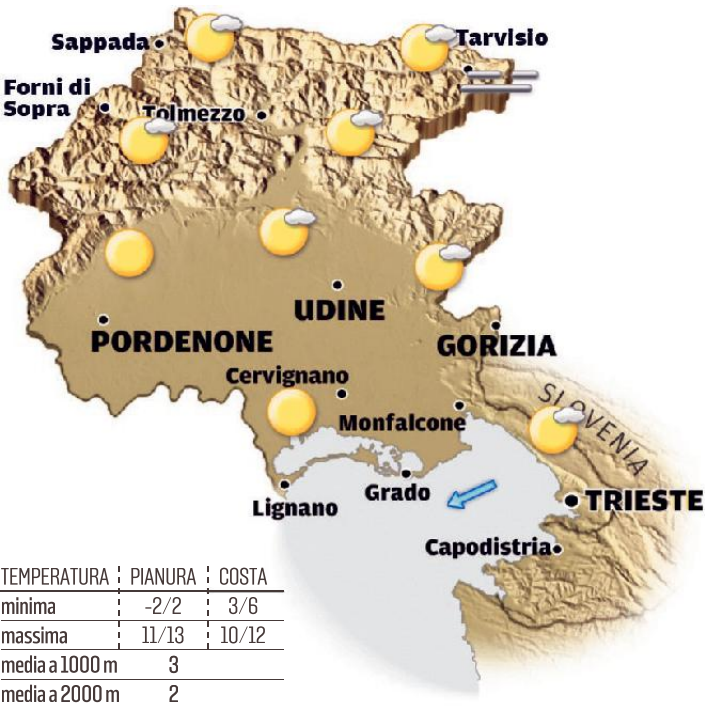 Sappada
Tarvisio
Forni di
Sopra
Tolmezzo
UDINE
PORDENONE
GORIZIA
Cervignano
SLOVENIA
Monfalcone
Grado
Lignano
TRIESTE
Capodistria
TEMPERATURA PIANURA COSTA
minima -2/2 3/6
massima 11/13 10/12
media a 1000 m 3
media a 2000 m 2